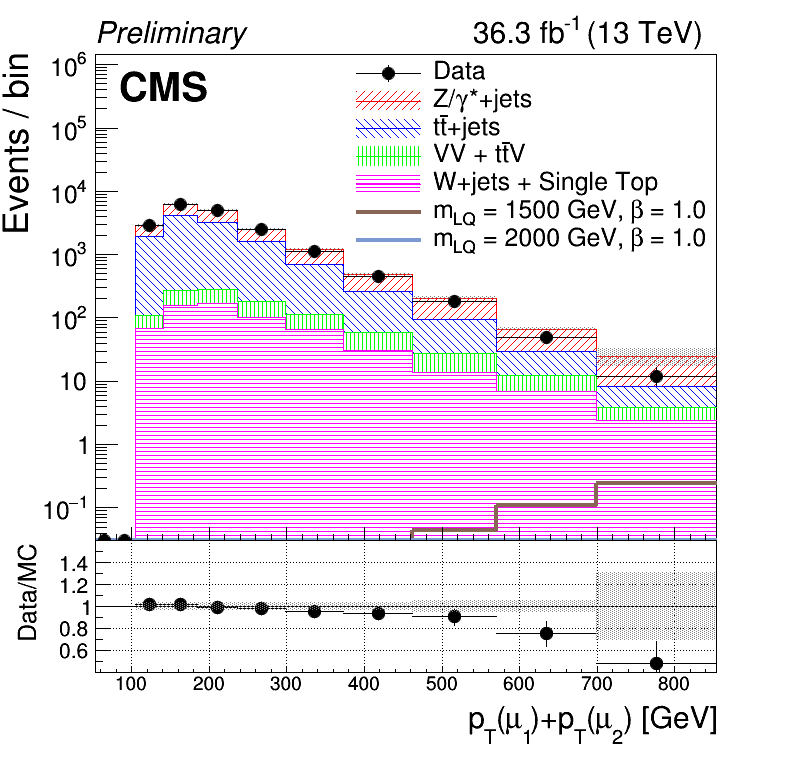 Preliminary 36.3 fb⁻¹ (13 TeV)
CMS
Events / bin
10⁶
10⁵
10⁴
10³
10²
10
1
10⁻¹
Data
Z/γ*+jets
tt̄+jets
VV + tt̄V
W+jets + Single Top
m_LQ = 1500 GeV, β = 1.0
m_LQ = 2000 GeV, β = 1.0
Data/MC
1.4
1.2
1
0.8
0.6
100 200 300 400 500 600 700 800
p_T(μ₁)+p_T(μ₂) [GeV]